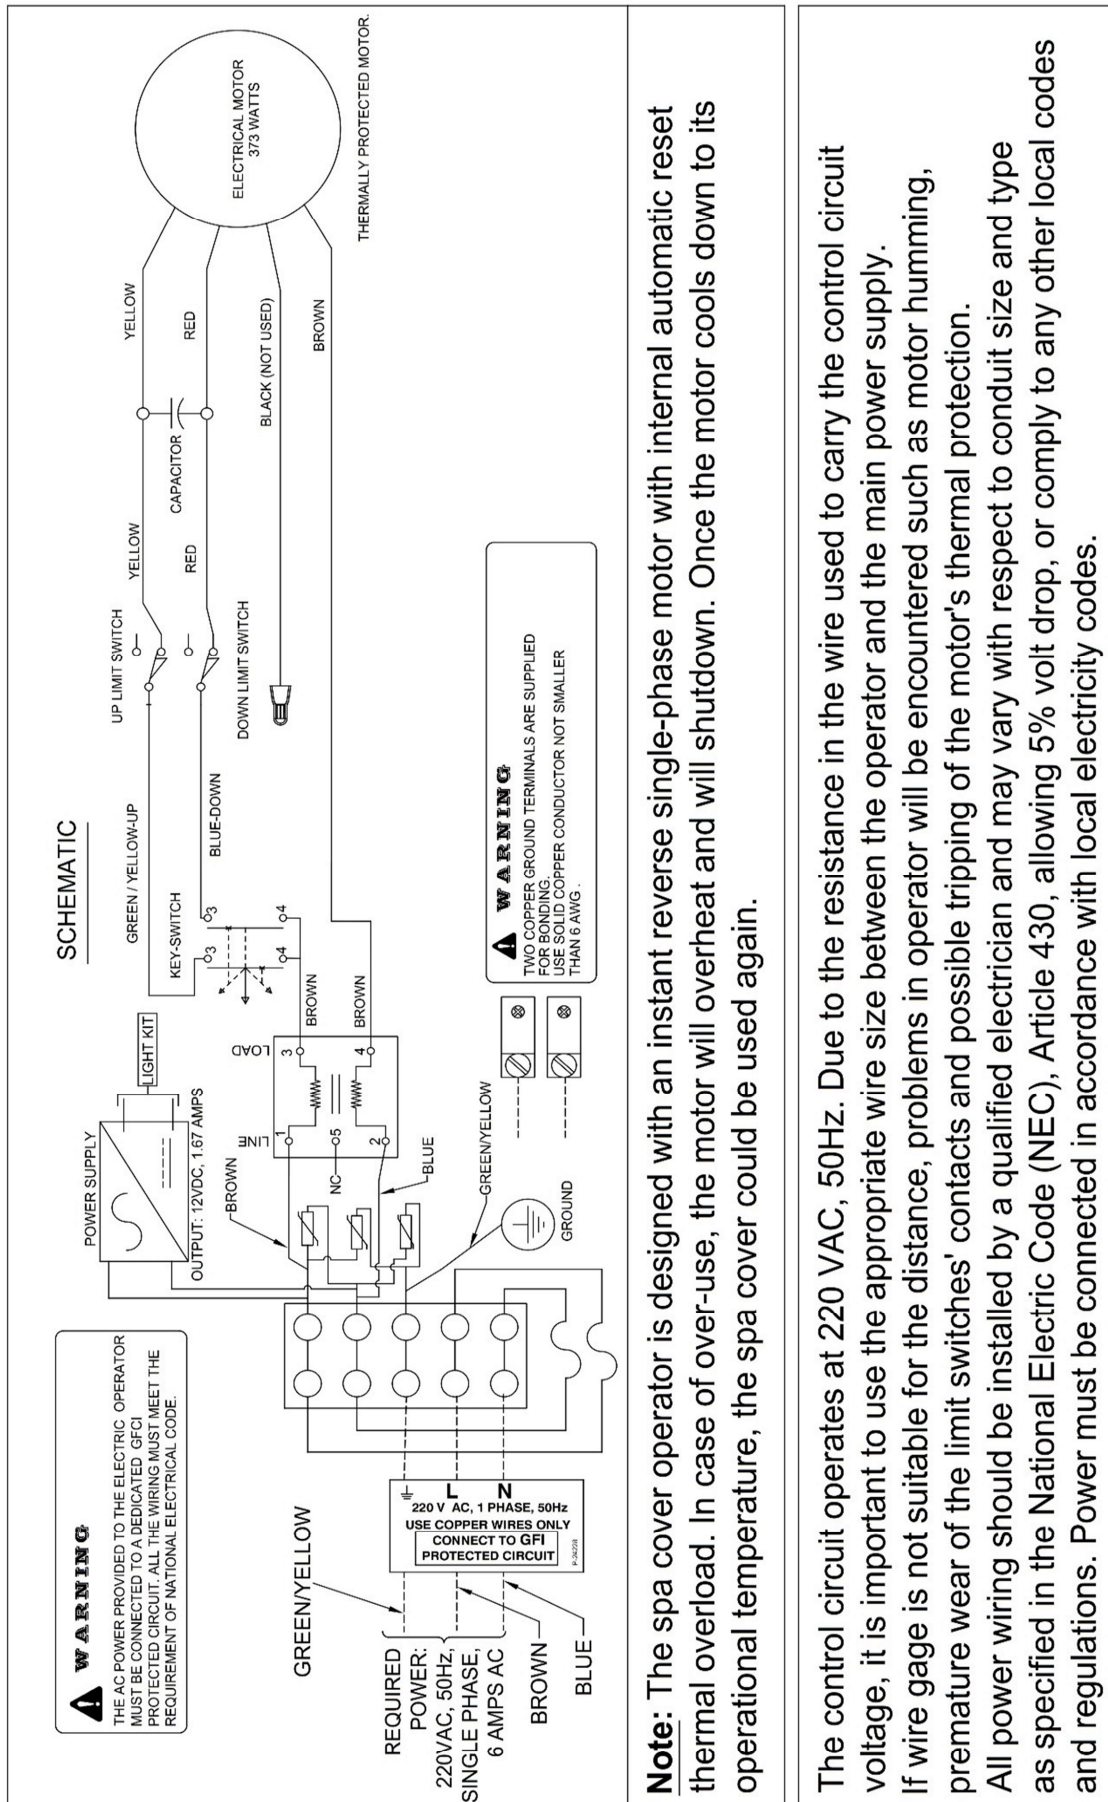 SCHEMATIC
WARNING
THE AC POWER PROVIDED TO THE ELECTRIC OPERATOR
MUST BE CONNECTED TO A DEDICATED GFCI
PROTECTED CIRCUIT. ALL THE WIRING MUST MEET THE
REQUIREMENT OF NATIONAL ELECTRICAL CODE.
POWER SUPPLY
OUTPUT: 12VDC, 1.67 AMPS
LIGHT KIT
GREEN / YELLOW-UP
KEY-SWITCH
3
3
4
4
BLUE-DOWN
UP LIMIT SWITCH
DOWN LIMIT SWITCH
YELLOW
RED
CAPACITOR
YELLOW
RED
BLACK (NOT USED)
BROWN
ELECTRICAL MOTOR
373 WATTS
THERMALLY PROTECTED MOTOR.
BROWN
LINE
LOAD
1
3
NC
5
2
4
BROWN
BROWN
BLUE
GREEN/YELLOW
GROUND
GREEN/YELLOW
REQUIRED
POWER:
220VAC, 50Hz,
SINGLE PHASE,
6 AMPS AC
BROWN
BLUE
L
N
220 V AC, 1 PHASE, 50Hz
USE COPPER WIRES ONLY
CONNECT TO GFI
PROTECTED CIRCUIT
WARNING
TWO COPPER GROUND TERMINALS ARE SUPPLIED
FOR BONDING.
USE SOLID COPPER CONDUCTOR NOT SMALLER
THAN 6 AWG .
Note: The spa cover operator is designed with an instant reverse single-phase motor with internal automatic reset
thermal overload. In case of over-use, the motor will overheat and will shutdown. Once the motor cools down to its
operational temperature, the spa cover could be used again.
The control circuit operates at 220 VAC, 50Hz. Due to the resistance in the wire used to carry the control circuit
voltage, it is important to use the appropriate wire size between the operator and the main power supply.
If wire gage is not suitable for the distance, problems in operator will be encountered such as motor humming,
premature wear of the limit switches' contacts and possible tripping of the motor's thermal protection.
All power wiring should be installed by a qualified electrician and may vary with respect to conduit size and type
as specified in the National Electric Code (NEC), Article 430, allowing 5% volt drop, or comply to any other local codes
and regulations. Power must be connected in accordance with local electricity codes.